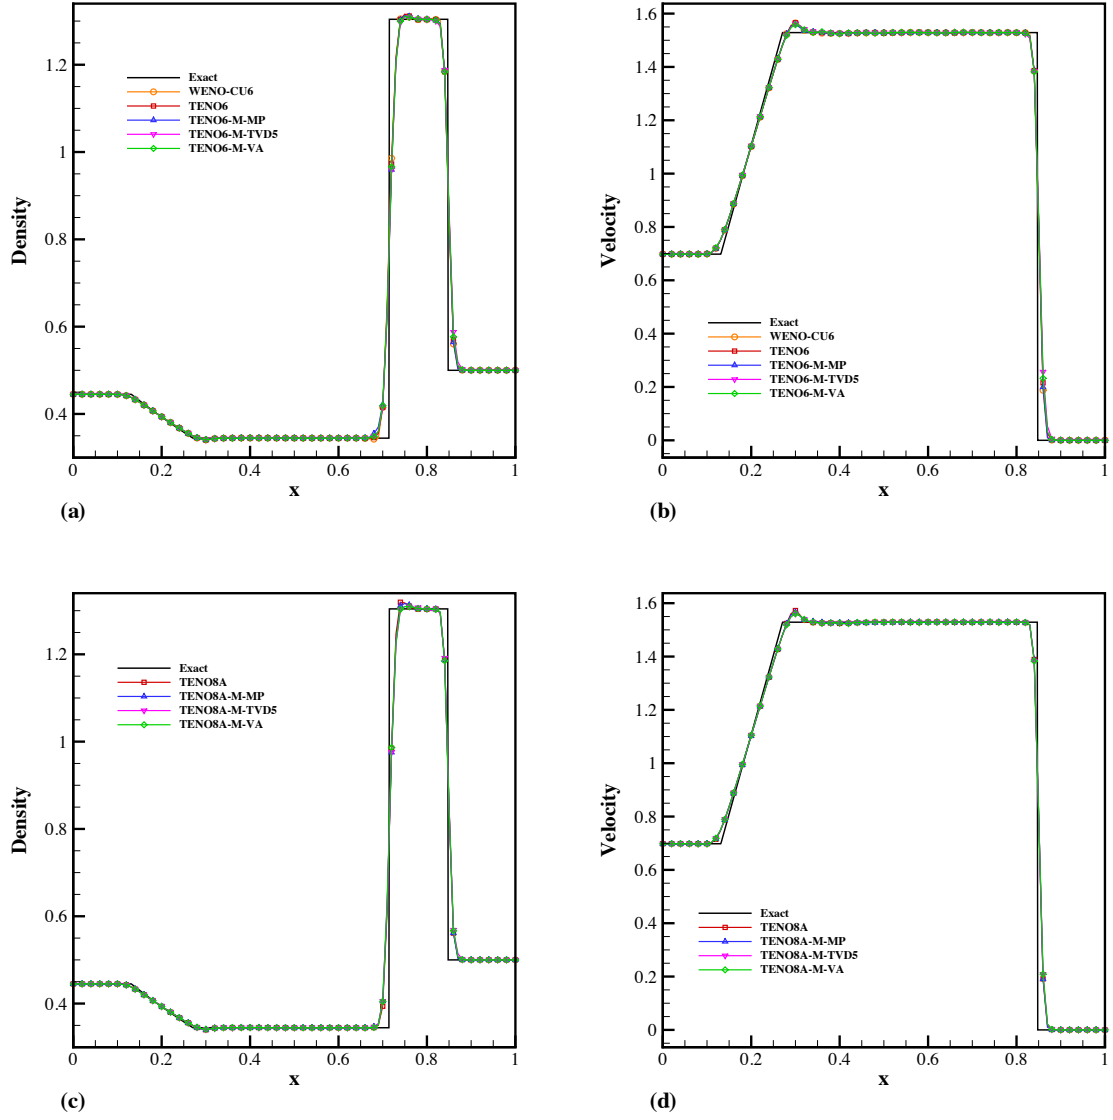 Density
1.2
1
0.8
0.6
0.4
Exact
WENO-CU6
TENO6
TENO6-M-MP
TENO6-M-TVD5
TENO6-M-VA
0 0.2 0.4 0.6 0.8 1
x
(a)
Velocity
1.6
1.4
1.2
1
0.8
0.6
0.4
0.2
0
Exact
WENO-CU6
TENO6
TENO6-M-MP
TENO6-M-TVD5
TENO6-M-VA
0 0.2 0.4 0.6 0.8 1
x
(b)
Density
1.2
1
0.8
0.6
0.4
Exact
TENO8A
TENO8A-M-MP
TENO8A-M-TVD5
TENO8A-M-VA
0 0.2 0.4 0.6 0.8 1
x
(c)
Velocity
1.6
1.4
1.2
1
0.8
0.6
0.4
0.2
0
Exact
TENO8A
TENO8A-M-MP
TENO8A-M-TVD5
TENO8A-M-VA
0 0.2 0.4 0.6 0.8 1
x
(d)